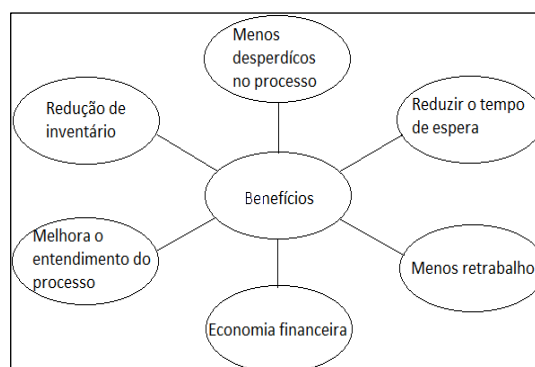 Menos
desperdícos
no processo
Redução de
inventário
Reduzir o tempo
de espera
Benefícios
Melhora o
entendimento do
processo
Menos retrabalho
Economia financeira